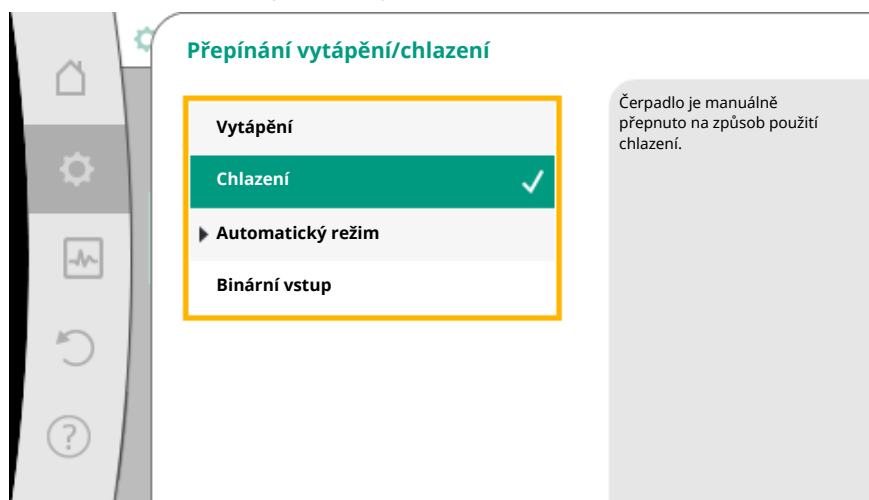 Přepínání vytápění/chlazení
Vytápění
Chlazení
Automatický režim
Binární vstup
Čerpadlo je manuálně
přepnuto na způsob použití
chlazení.
?